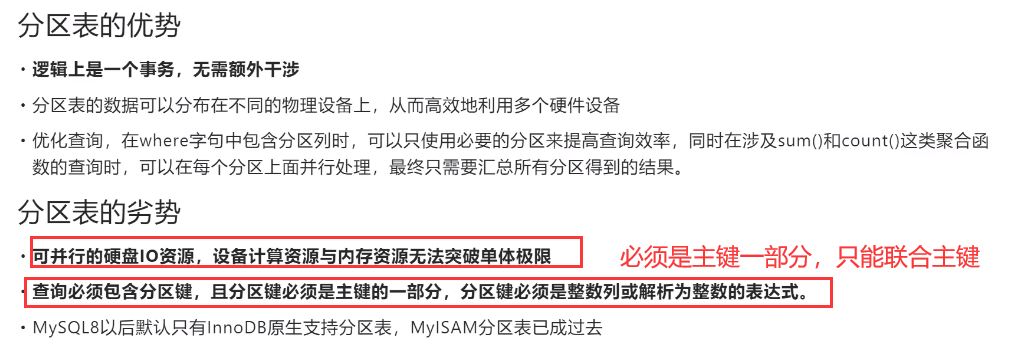 分区表的优势
• 逻辑上是一个事务，无需额外干涉
• 分区表的数据可以分布在不同的物理设备上，从而高效地利用多个硬件设备
• 优化查询，在where字句中包含分区列时，可以只使用必要的分区来提高查询效率，同时在涉及sum()和count()这类聚合函
数的查询时，可以在每个分区上面并行处理，最终只需要汇总所有分区得到的结果。
分区表的劣势
• 可并行的硬盘IO资源，设备计算资源与内存资源无法突破单体极限
必须是主键一部分，只能联合主键
• 查询必须包含分区键，且分区键必须是主键的一部分，分区键必须是整数列或解析为整数的表达式。
• MySQL8以后默认只有InnoDB原生支持分区表，MyISAM分区表已成过去